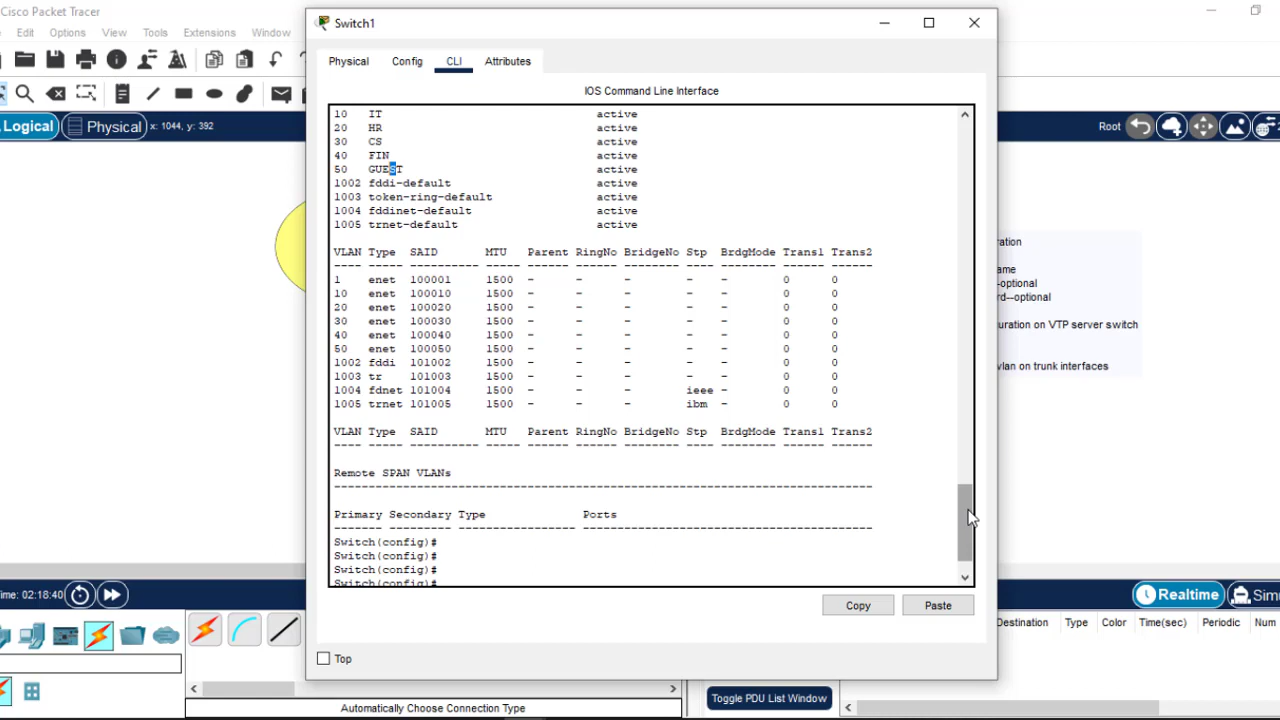 Cisco Packet Tracer
Edit Options View Tools Extensions Window
Logical Physical x: 1044, y: 392
Root
Switch1
Physical Config CLI Attributes
IOS Command Line Interface
10 IT active
20 HR active
30 CS active
40 FIN active
50 GUEST active
1002 fddi-default active
1003 token-ring-default active
1004 fddinet-default active
1005 trnet-default active
VLAN Type SAID MTU Parent RingNo BridgeNo Stp BrdgMode Trans1 Trans2
---- ----- ---------- ----- ------ ------ -------- ---- -------- ------ ------
1 enet 100001 1500 - - - - - 0 0
10 enet 100010 1500 - - - - - 0 0
20 enet 100020 1500 - - - - - 0 0
30 enet 100030 1500 - - - - - 0 0
40 enet 100040 1500 - - - - - 0 0
50 enet 100050 1500 - - - - - 0 0
1002 fddi 101002 1500 - - - - - 0 0
1003 tr 101003 1500 - - - - - 0 0
1004 fdnet 101004 1500 - - - ieee - 0 0
1005 trnet 101005 1500 - - - ibm - 0 0
VLAN Type SAID MTU Parent RingNo BridgeNo Stp BrdgMode Trans1 Trans2
---- ----- ---------- ----- ------ ------ -------- ---- -------- ------ ------
Remote SPAN VLANs
------------------------------------------------------------------------------
Primary Secondary Type Ports
------- --------- ----------------- ------------------------------------------
Switch(config)#
Switch(config)#
Switch(config)#
Switch(config)#
Copy Paste
Top
uration
ame
--optional
rd--optional
uration on VTP server switch
vlan on trunk interfaces
Time: 02:18:40
Realtime
Automatically Choose Connection Type
Toggle PDU List Window
Destination Type Color Time(sec) Periodic Num